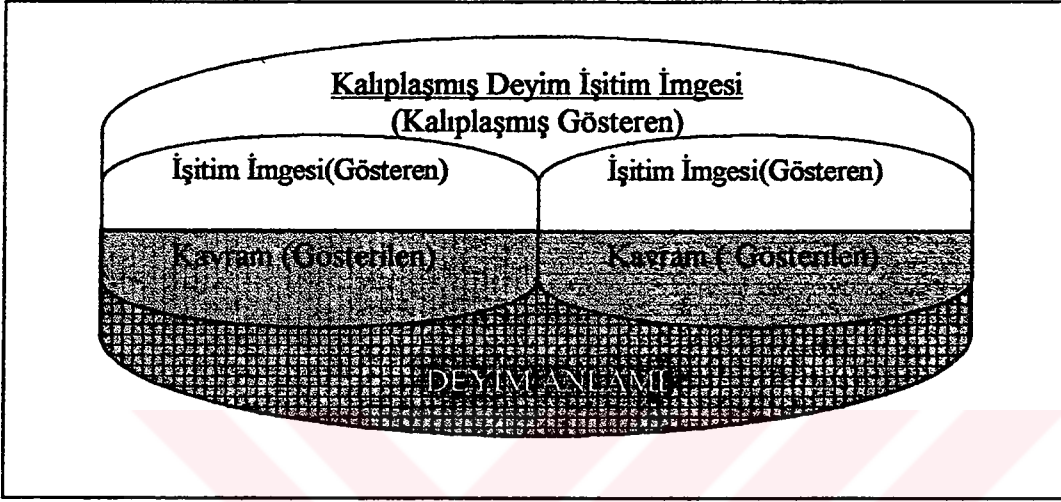 Kalıplaşmış Deyim İşitim İmgesi
(Kalıplaşmış Gösteren)
İşitim İmgesi(Gösteren) İşitim İmgesi(Gösteren)
Kavram (Gösterilen) Kavram ( Gösterilen)
DEYİM ANLAMI